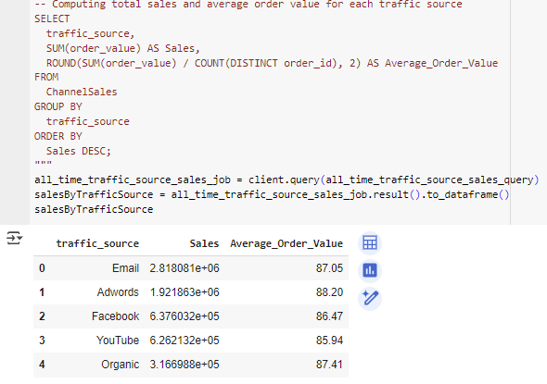 -- Computing total sales and average order value for each traffic source
SELECT
traffic_source,
SUM(order_value) AS Sales,
ROUND(SUM(order_value) / COUNT(DISTINCT order_id), 2) AS Average_Order_Value
FROM
ChannelSales
GROUP BY
traffic_source
ORDER BY
Sales DESC;
"""
all_time_traffic_source_sales_job = client.query(all_time_traffic_source_sales_query)
salesByTrafficSource = all_time_traffic_source_sales_job.result().to_dataframe()
salesByTrafficSource
traffic_source Sales Average_Order_Value
0 Email 2.818081e+06 87.05
1 Adwords 1.921863e+06 88.20
2 Facebook 6.376032e+05 86.47
3 YouTube 6.262132e+05 85.94
4 Organic 3.166988e+05 87.41